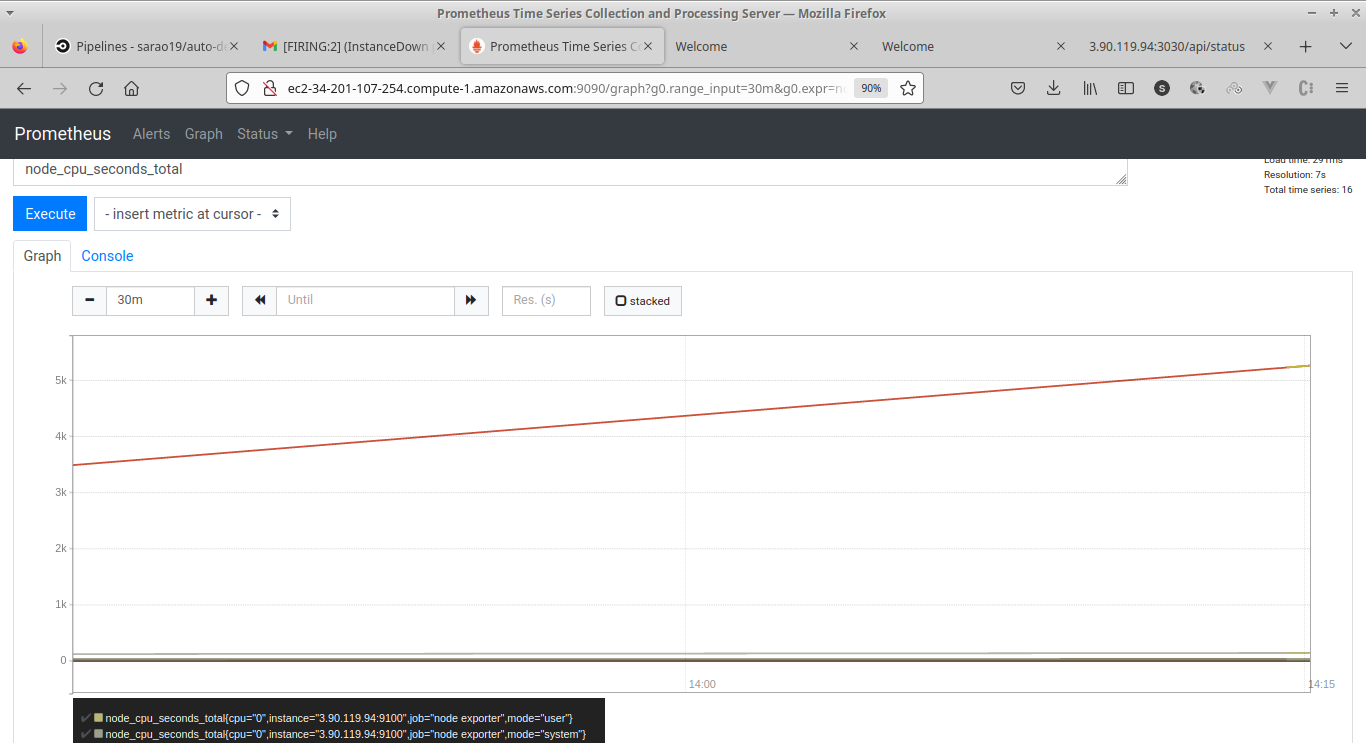 Prometheus Time Series Collection and Processing Server — Mozilla Firefox
Pipelines - sarao19/auto-d
[FIRING:2] (InstanceDown
Prometheus Time Series C
Welcome
Welcome
3.90.119.94:3030/api/status
ec2-34-201-107-254.compute-1.amazonaws.com:9090/graph?g0.range_input=30m&g0.expr=n
90%
Prometheus Alerts Graph Status Help
node_cpu_seconds_total
Load time: 291ms
Resolution: 7s
Total time series: 16
Execute
- insert metric at cursor -
Graph
Console
30m
Until
Res. (s)
stacked
5k
4k
3k
2k
1k
0
14:00
14:15
node_cpu_seconds_total{cpu="0",instance="3.90.119.94:9100",job="node exporter",mode="user"}
node_cpu_seconds_total{cpu="0",instance="3.90.119.94:9100",job="node exporter",mode="system"}